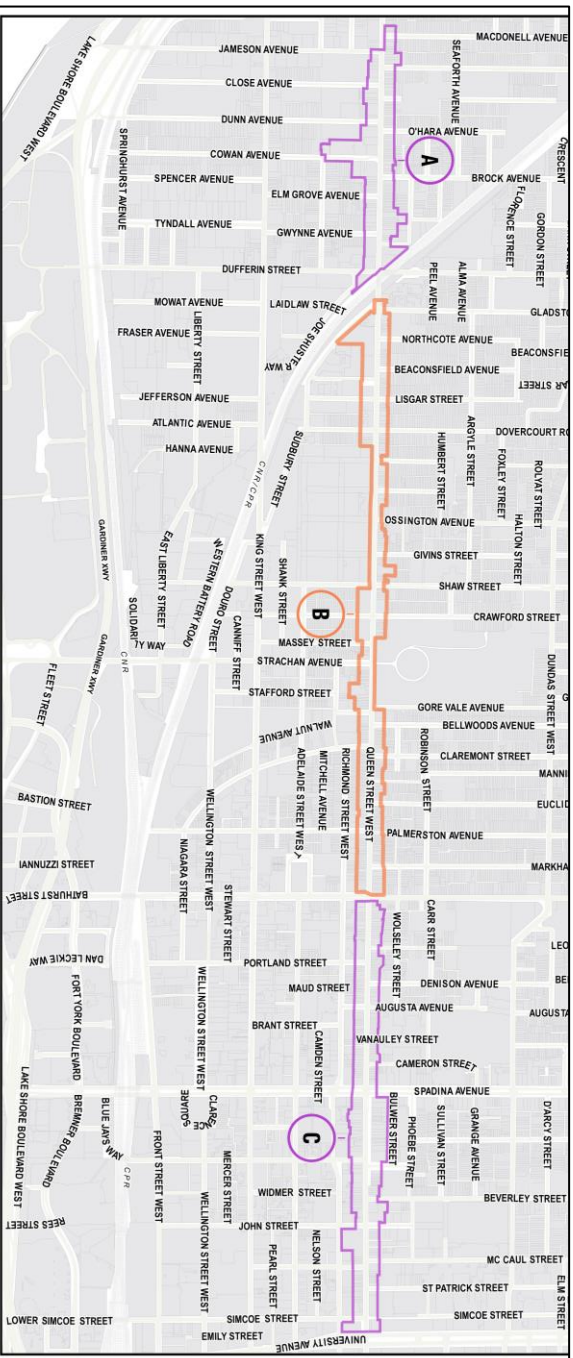 MACDONELL AVENUE
JAMESON AVENUE
SEAFORTH AVENUE
LAKE SHORE BOULEVARD WEST
CLOSE AVENUE
DUNN AVENUE
O'HARA AVENUE
CRESCENT
COWAN AVENUE
A
SPRINGHURST AVENUE
SPENCER AVENUE
BROCK AVENUE
ELM GROVE AVENUE
FLORENCE STREET
GORDON STREET
TYNDALL AVENUE
GWYNNE AVENUE
DUFFERIN STREET
PEEL AVENUE
ALMA AVENUE
MOWAT AVENUE
LAIDLAW STREET
GLADST
FRASER AVENUE
LIBERTY STREET
JOE SHUSTER WAY
NORTHCOTE AVENUE
BEACONSFIE
BEACONSFIELD AVENUE
AR STREET
JEFFERSON AVENUE
LISGAR STREET
ATLANTIC AVENUE
HANNA AVENUE
SUDBURY STREET
DOVERCOURT RO
HUMBERT STREET
ARGYLE STREET
FOXLEY STREET
ROLYAT STREET
CNR/CPR
GARDINER XWY
EAST LIBERTY STREET
WESTERN BATTERY ROAD
KING STREET WEST
OSSINGTON AVENUE
HALTON STREET
GIVINS STREET
SHANK STREET
SHAW STREET
DOURO STREET
CANNIFF STREET
B
CRAWFORD STREET
SOLIDARITY WAY
MASSEY STREET
GARDINER XWY
CNR
STRACHAN AVENUE
FLEET STREET
STAFFORD STREET
DUNDAS STREET WEST
G
GORE VALE AVENUE
WALNUT AVENUE
BELLWOODS AVENUE
ROBINSON STREET
CLAREMONT STREET
MANNI
ADELAIDE STREET WEST
MITCHELL AVENUE
RICHMOND STREET WEST
QUEEN STREET WEST
BASTION STREET
WELLINGTON STREET WEST
EUCLID
NIAGARA STREET
PALMERSTON AVENUE
IANNUZZI STREET
MARKHA
BATHURST STREET
STEWART STREET
CARR STREET
WOLSELEY STREET
LEO
DAN LECKIE WAY
PORTLAND STREET
FORT YORK BOULEVARD
WELLINGTON STREET WEST
MAUD STREET
DENISON AVENUE
BE
AUGUSTA AVENUE
AUGUSTA
BRANT STREET
CAMDEN STREET
VANAULEY STREET
CAMERON STREET
LAKE SHORE BOULEVARD WEST
BREMNER BOULEVARD
BLUE JAYS WAY
CLARENCE SQUARE
SPADINA AVENUE
BULWER STREET
PHOEBE STREET
SULLIVAN STREET
GRANGE AVENUE
D'ARCY STREET
C
FRONT STREET WEST
CPR
MERCER STREET
REES STREET
WIDMER STREET
BEVERLEY STREET
WELLINGTON STREET WEST
JOHN STREET
PEARL STREET
NELSON STREET
MC CAUL STREET
ST PATRICK STREET
ELM STREET
LOWER SIMCOE STREET
SIMCOE STREET
SIMCOE STREET
EMILY STREET
UNIVERSITY AVENUE